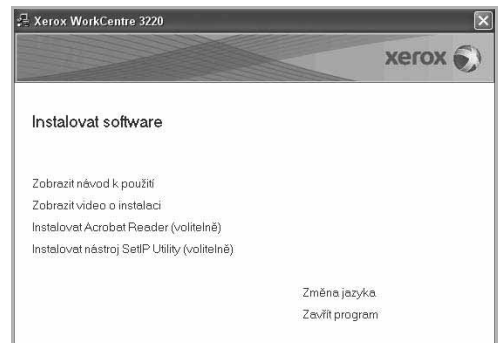 Xerox WorkCentre 3220
xerox
Instalovat software
Zobrazit návod k použití
Zobrazit video o instalaci
Instalovat Acrobat Reader (volitelně)
Instalovat nástroj SetIP Utility (volitelně)
Změna jazyka
Zavřít program